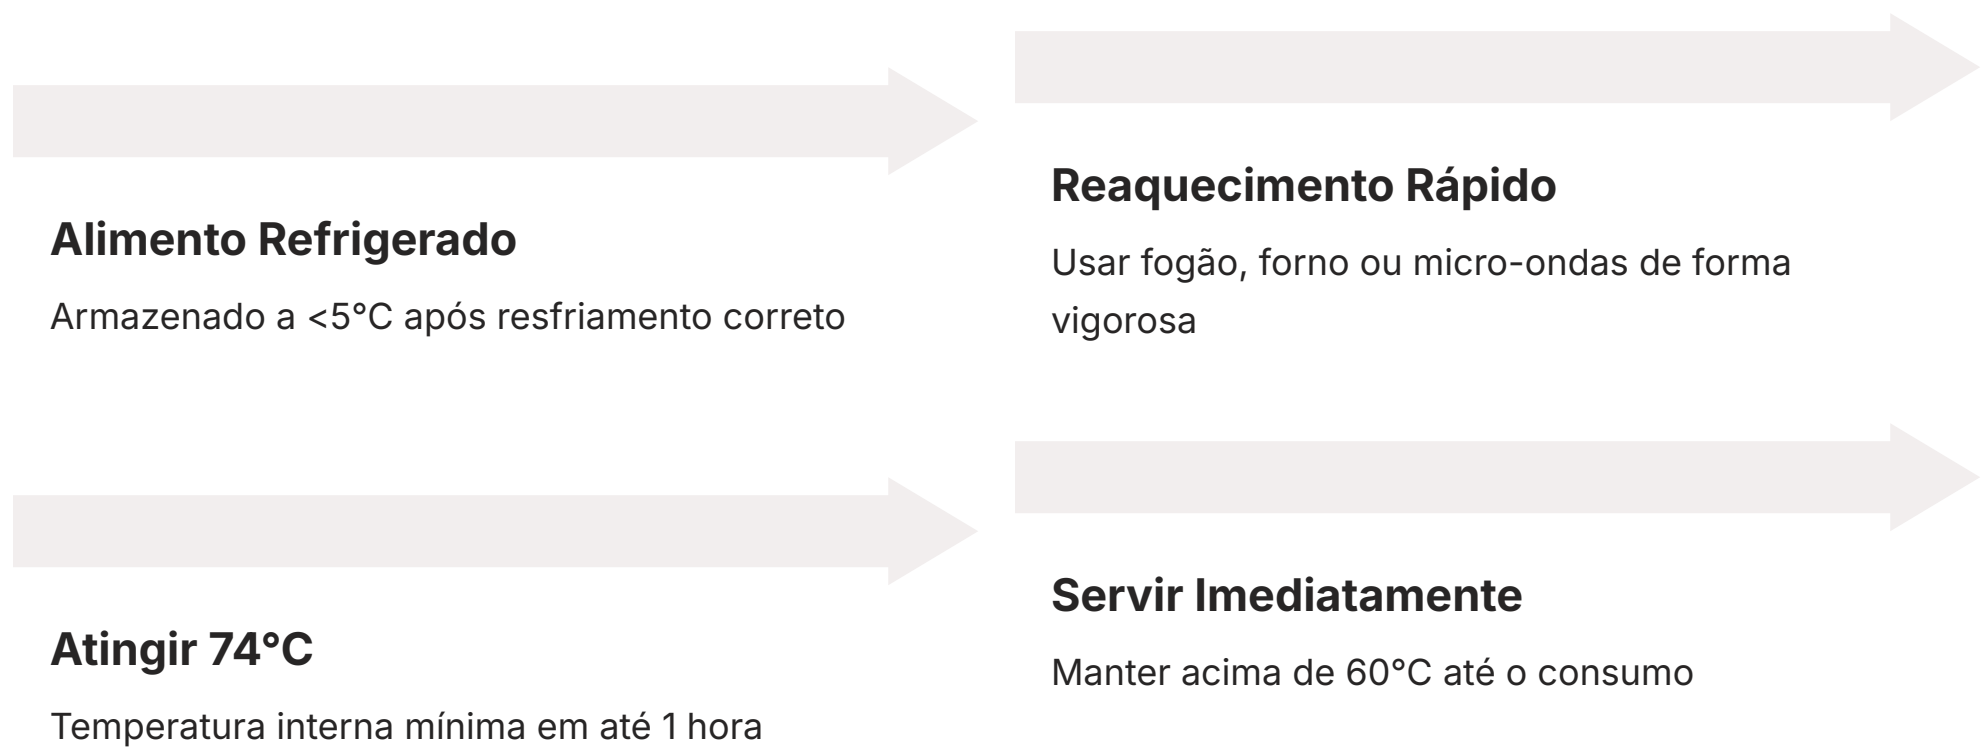 Alimento Refrigerado
Armazenado a <5°C após resfriamento correto
Reaquecimento Rápido
Usar fogão, forno ou micro-ondas de forma
vigorosa
Atingir 74°C
Temperatura interna mínima em até 1 hora
Servir Imediatamente
Manter acima de 60°C até o consumo